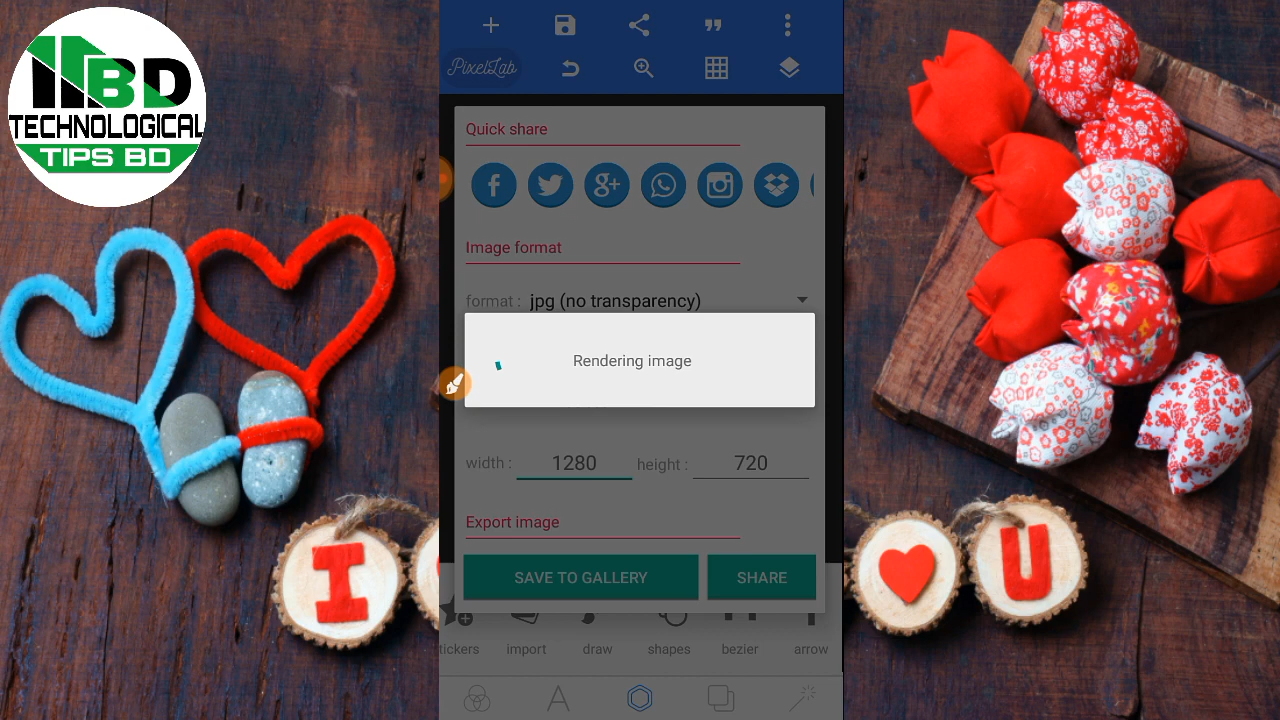 TBD
TECHNOLOGICAL
TIPS BD
PixelLab
Quick share
Image format
format : jpg (no transparency)
Rendering image
width : 1280 height : 720
Export image
SAVE TO GALLERY SHARE
tickers import draw shapes bezier arrow
I U